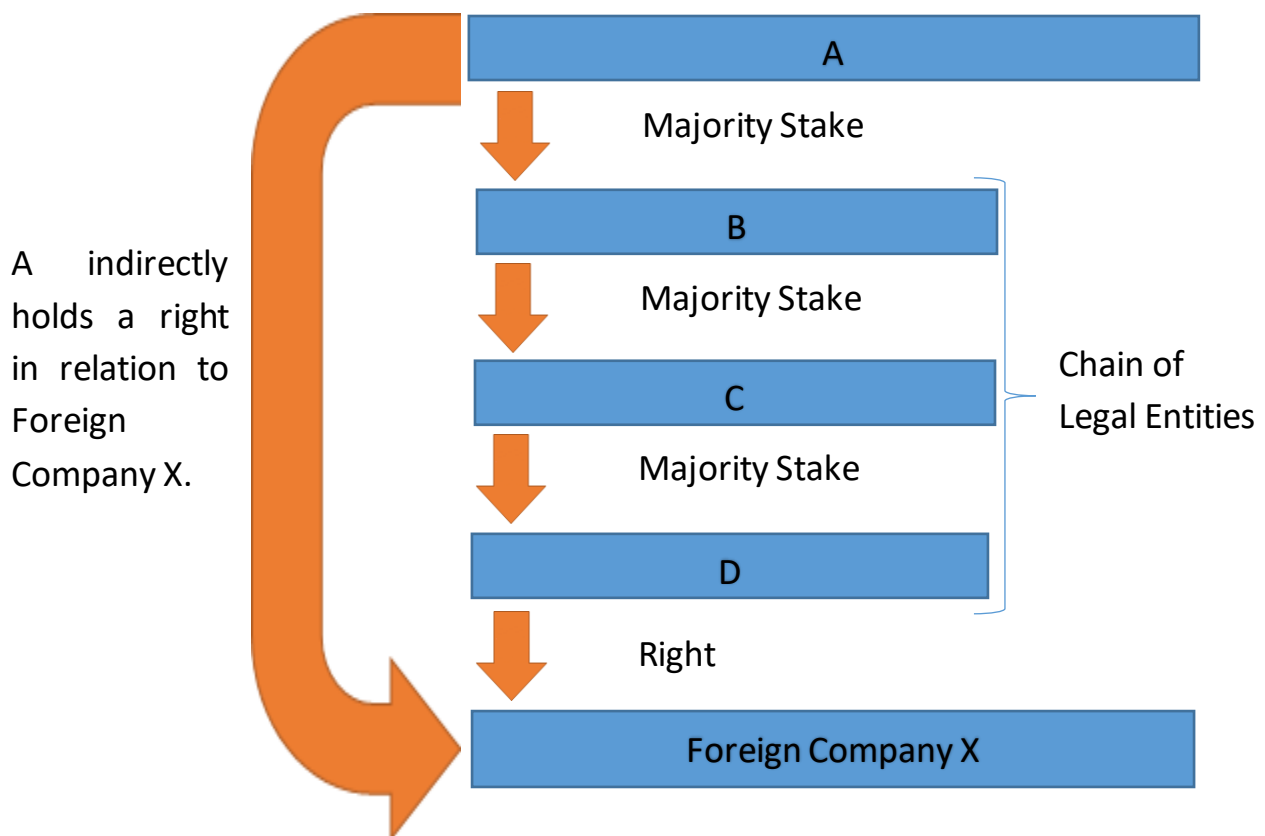 A
Majority Stake
B
A indirectly
holds a right
in relation to
Foreign
Company X.
Majority Stake
C
Chain of
Legal Entities
Majority Stake
D
Right
Foreign Company X